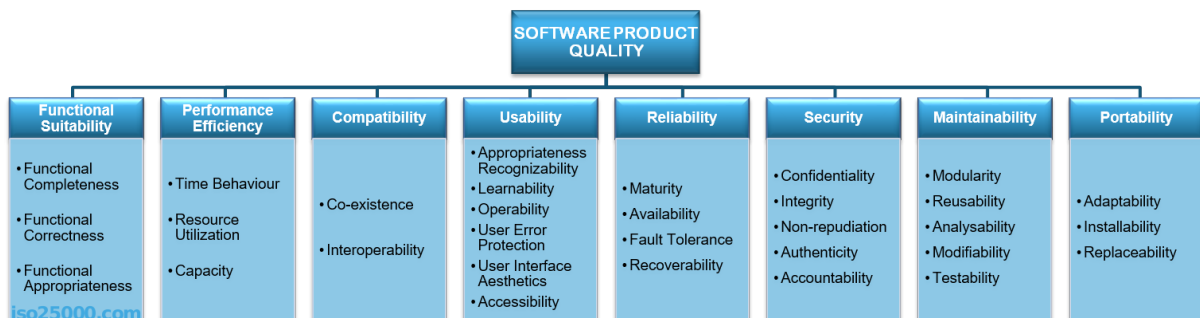 SOFTWARE PRODUCT
QUALITY
Functional
Suitability
• Functional
Completeness
• Functional
Correctness
• Functional
Appropriateness
Performance
Efficiency
• Time Behaviour
• Resource
Utilization
• Capacity
Compatibility
• Co-existence
• Interoperability
Usability
• Appropriateness
Recognizability
• Learnability
• Operability
• User Error
Protection
• User Interface
Aesthetics
• Accessibility
Reliability
• Maturity
• Availability
• Fault Tolerance
• Recoverability
Security
• Confidentiality
• Integrity
• Non-repudiation
• Authenticity
• Accountability
Maintainability
• Modularity
• Reusability
• Analysability
• Modifiability
• Testability
Portability
• Adaptability
• Installability
• Replaceability
iso25000.com